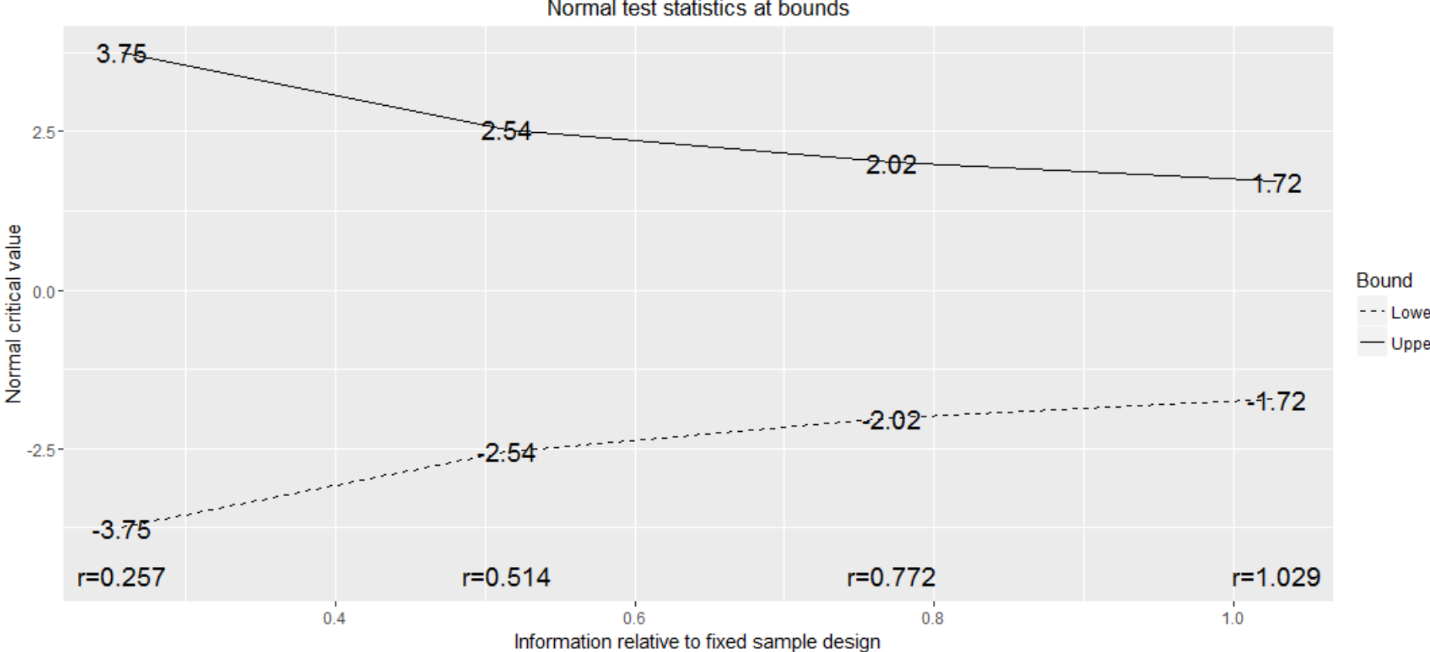 Normal test statistics at bounds
3.75
2.54
2.02
1.72
2.5
0.0
-2.5
Normal critical value
-3.75
-2.54
-2.02
-1.72
r=0.257
r=0.514
r=0.772
r=1.029
0.4
0.6
0.8
1.0
Information relative to fixed sample design
Bound
Lowe
Uppe